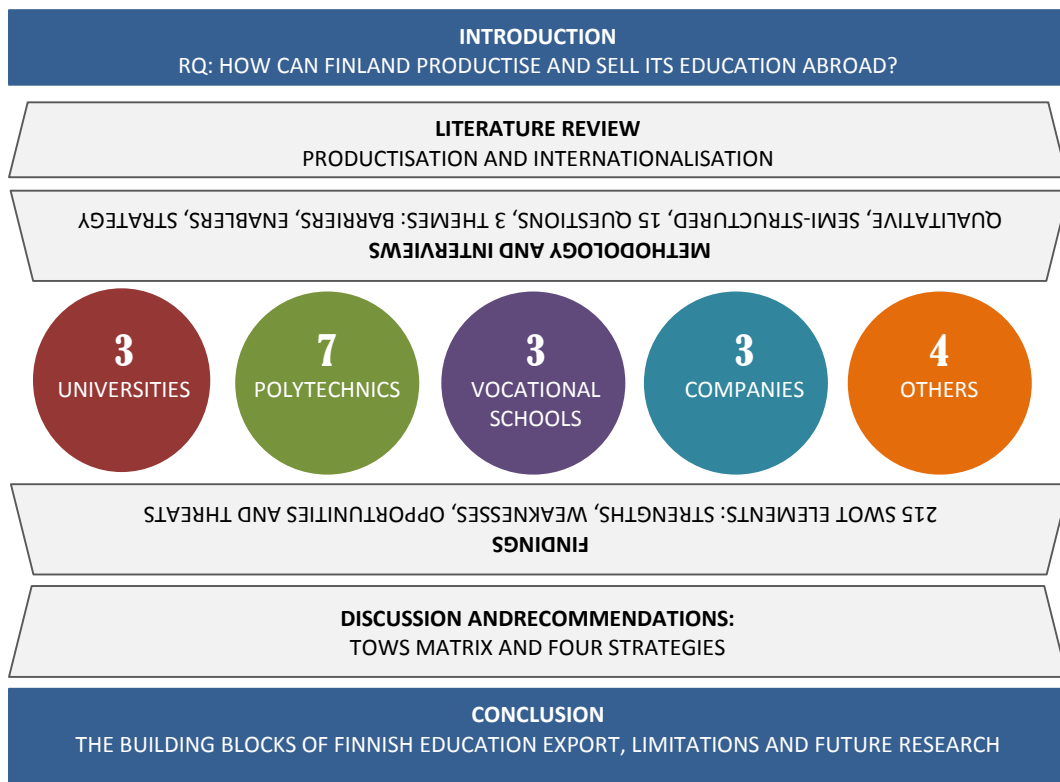 INTRODUCTION
RQ: HOW CAN FINLAND PRODUCTISE AND SELL ITS EDUCATION ABROAD?
LITERATURE REVIEW
PRODUCTISATION AND INTERNATIONALISATION
METHODOLOGY AND INTERVIEWS
QUALITATIVE, SEMI-STRUCTURED, 15 QUESTIONS, 3 THEMES: BARRIERS, ENABLERS, STRATEGY
3
UNIVERSITIES
7
POLYTECHNICS
3
VOCATIONAL
SCHOOLS
3
COMPANIES
4
OTHERS
FINDINGS
215 SWOT ELEMENTS: STRENGTHS, WEAKNESSES, OPPORTUNITIES AND THREATS
DISCUSSION ANDRECOMMENDATIONS:
TOWS MATRIX AND FOUR STRATEGIES
CONCLUSION
THE BUILDING BLOCKS OF FINNISH EDUCATION EXPORT, LIMITATIONS AND FUTURE RESEARCH